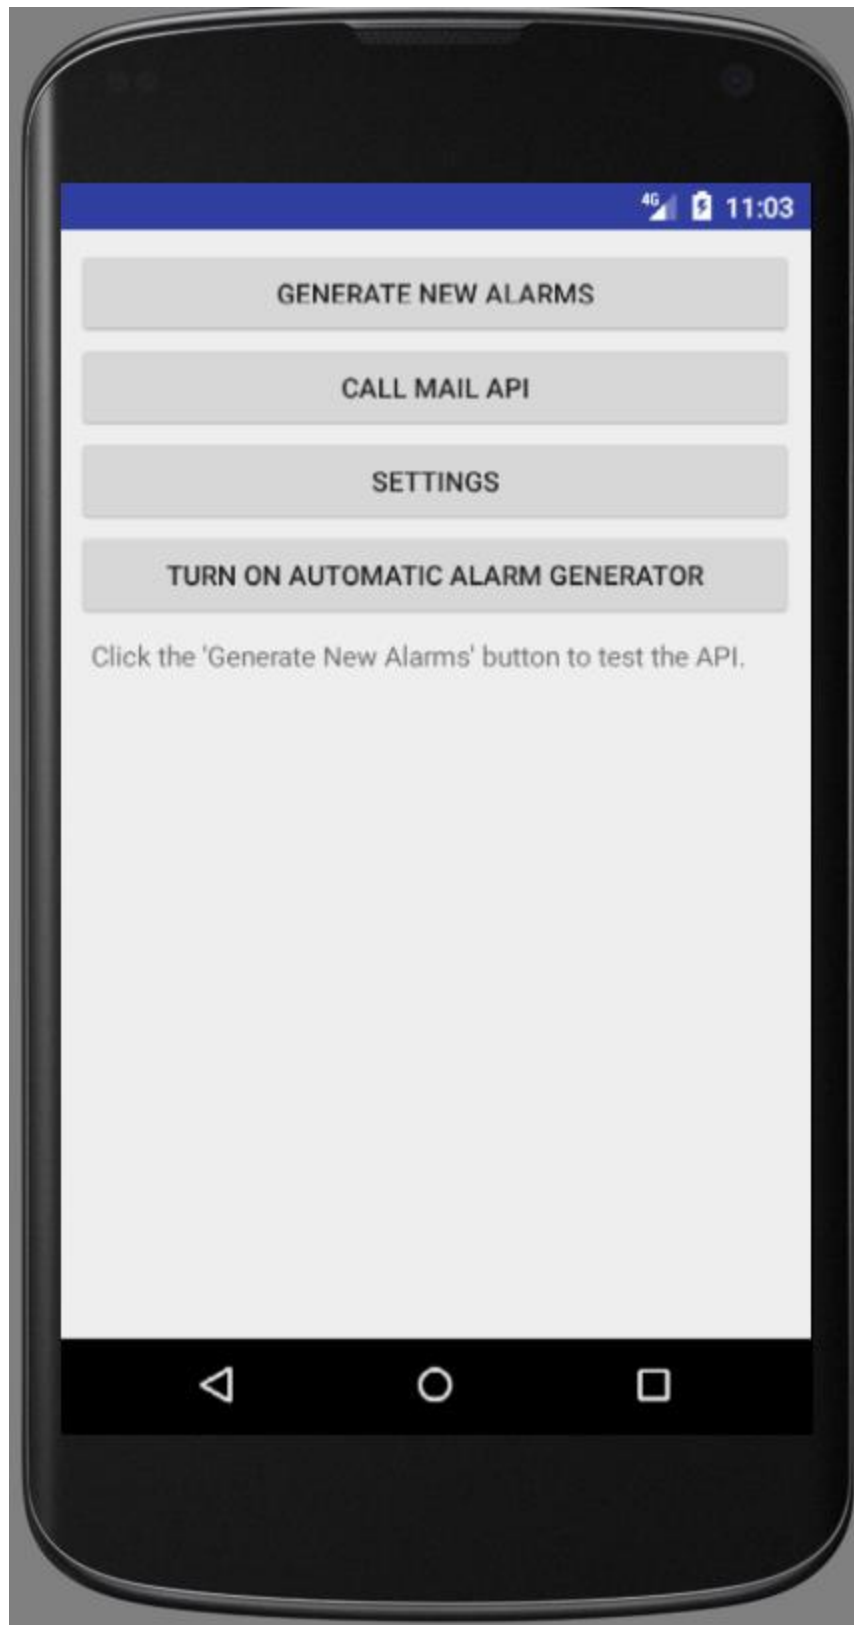 4G 11:03
GENERATE NEW ALARMS
CALL MAIL API
SETTINGS
TURN ON AUTOMATIC ALARM GENERATOR
Click the 'Generate New Alarms' button to test the API.